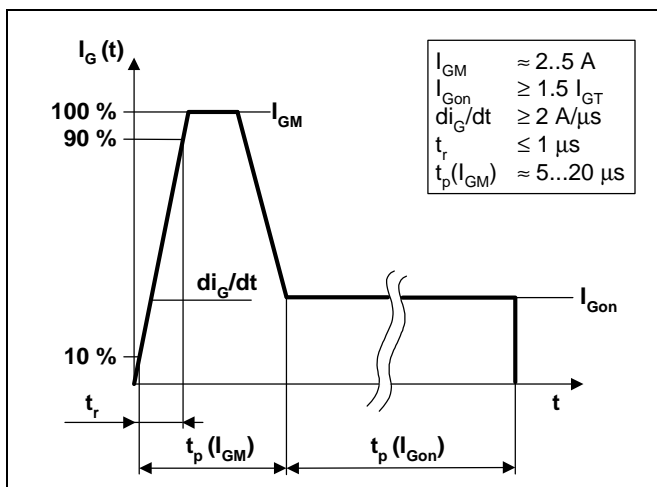 I_G (t)
100 %
90 %
I_GM
I_GM ≈ 2..5 A
I_Gon ≥ 1.5 I_GT
di_G/dt ≥ 2 A/μs
t_r ≤ 1 μs
t_p(I_GM) ≈ 5...20 μs
di_G/dt
I_Gon
10 %
t
t_r
t_p (I_GM)
t_p (I_Gon)